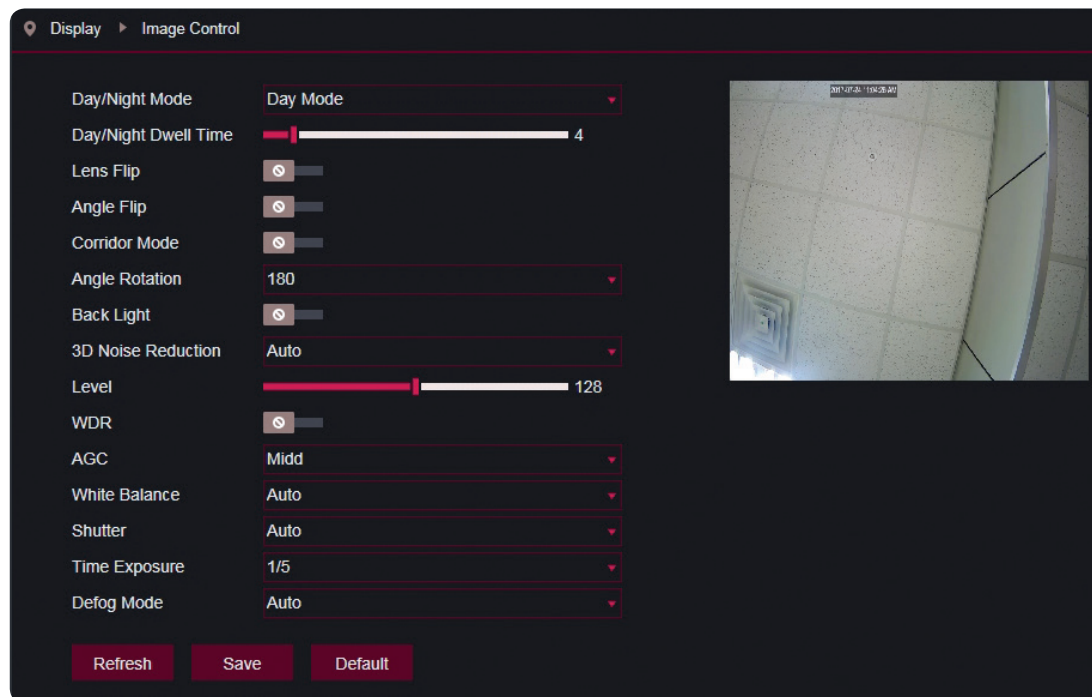 Display Image Control
Day/Night Mode Day Mode
Day/Night Dwell Time 4
Lens Flip
Angle Flip
Corridor Mode
Angle Rotation 180
Back Light
3D Noise Reduction Auto
Level 128
WDR
AGC Midd
White Balance Auto
Shutter Auto
Time Exposure 1/5
Defog Mode Auto
Refresh Save Default